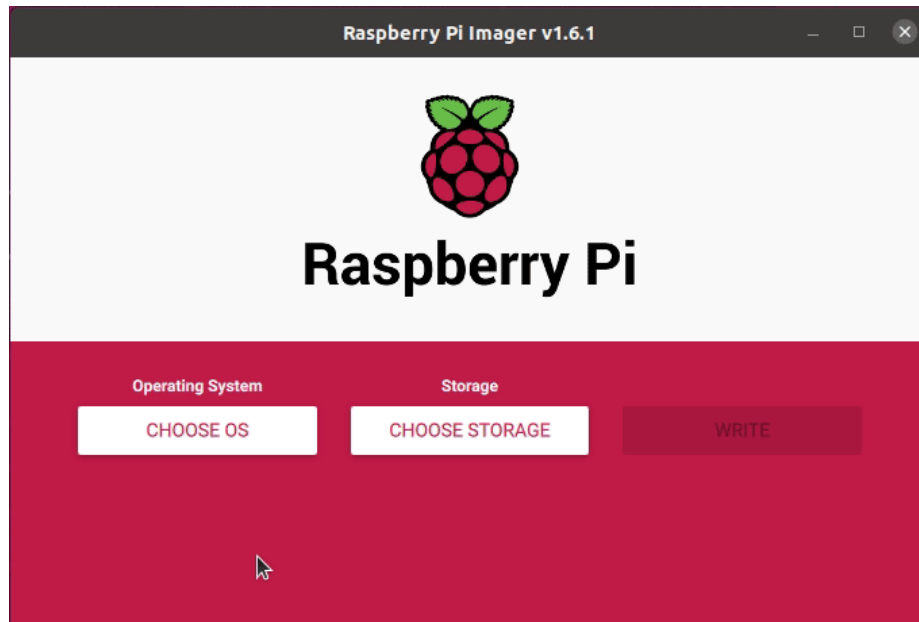 Raspberry Pi Imager v1.6.1
Raspberry Pi
Operating System
Storage
CHOOSE OS
CHOOSE STORAGE
WRITE